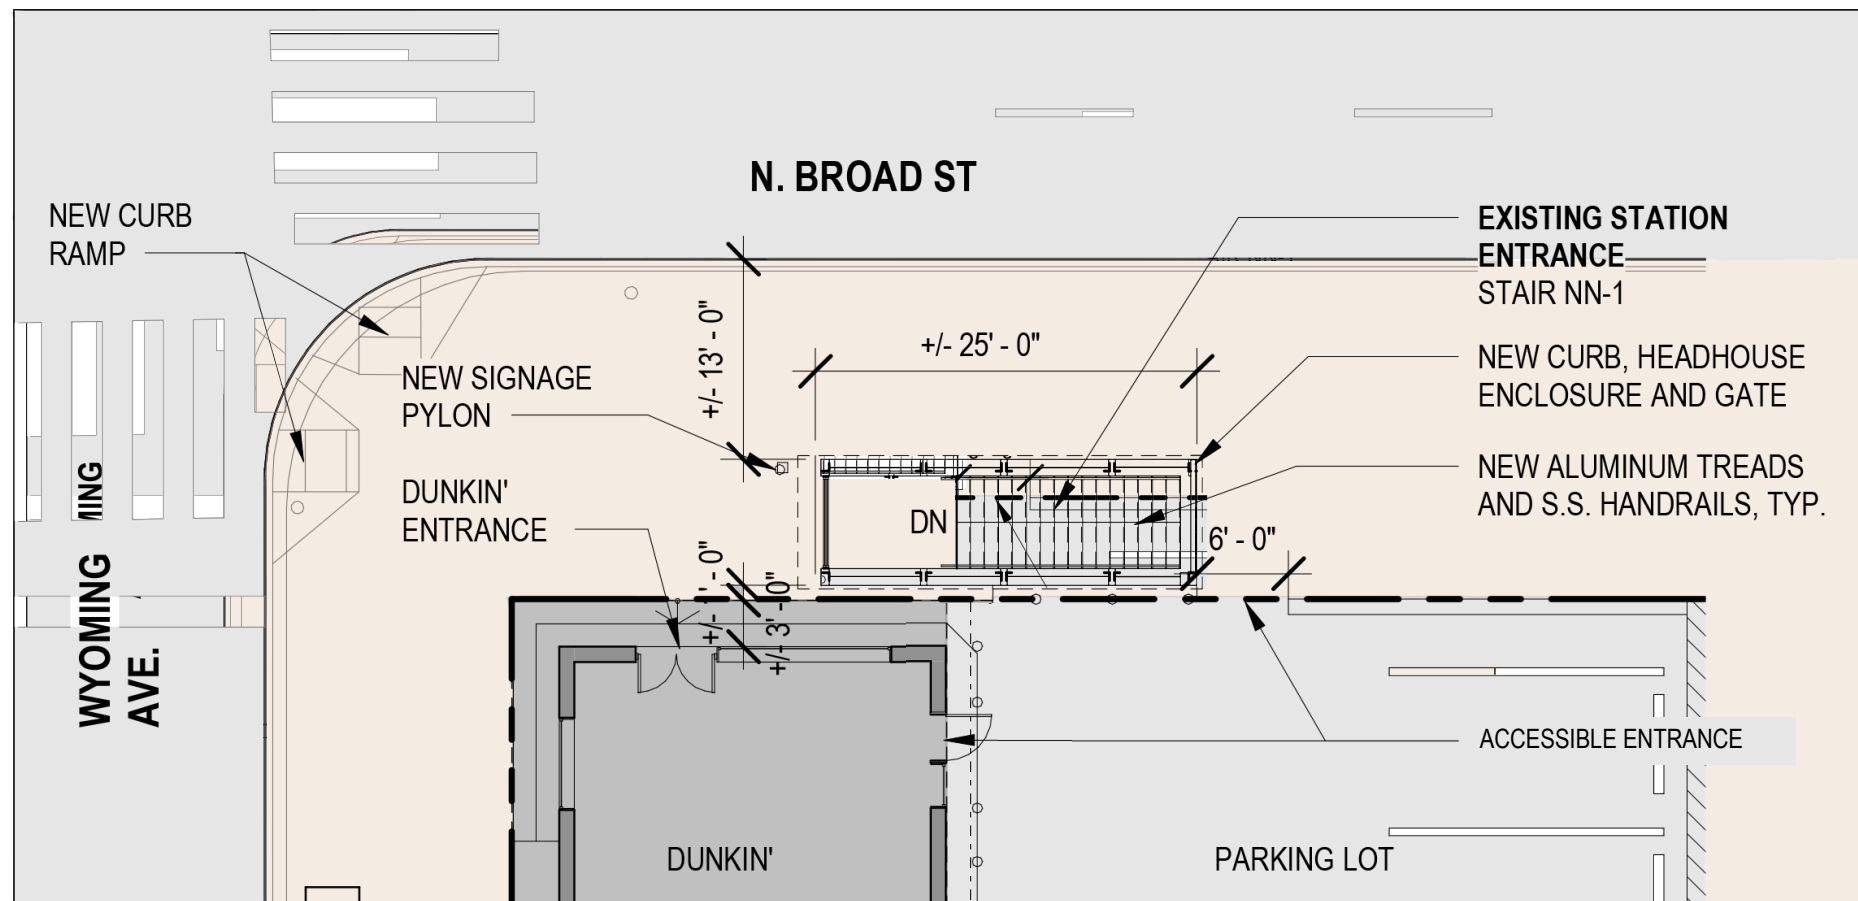 N. BROAD ST
NEW CURB
RAMP
EXISTING STATION
ENTRANCE
STAIR NN-1
+/- 13' - 0"
+/- 25' - 0"
NEW CURB, HEADHOUSE
ENCLOSURE AND GATE
NEW SIGNAGE
PYLON
NEW ALUMINUM TREADS
AND S.S. HANDRAILS, TYP.
DUNKIN'
ENTRANCE
DN
6' - 0"
+/- 3' - 0"
WYOMING
AVE.
ACCESSIBLE ENTRANCE
DUNKIN'
PARKING LOT